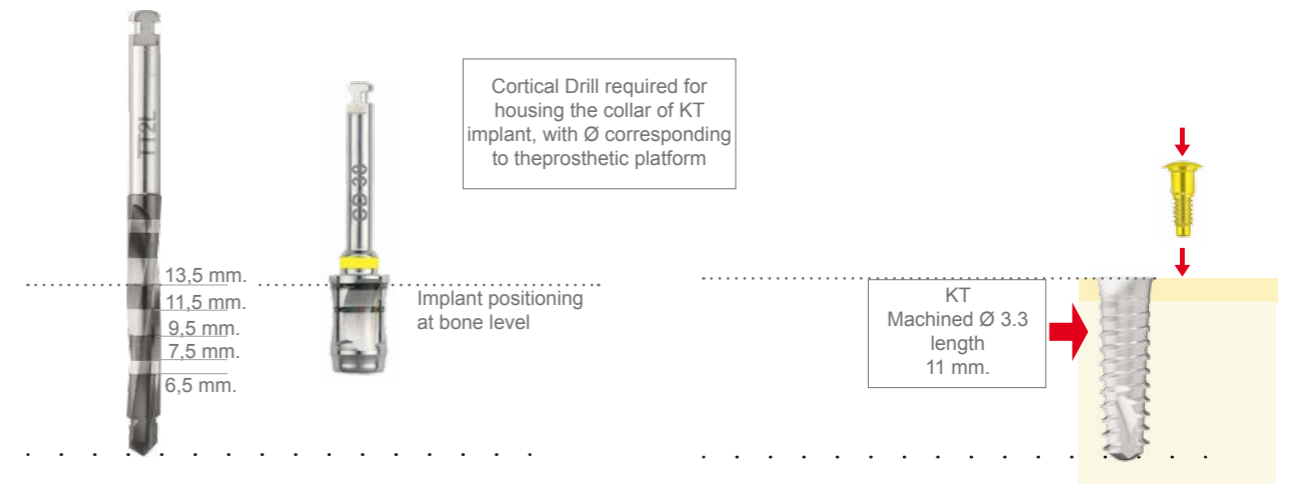 TT2L
CD-38
Cortical Drill required for
housing the collar of KT
implant, with Ø corresponding
to theprosthetic platform
13,5 mm.
11,5 mm.
9,5 mm.
7,5 mm.
6,5 mm.
Implant positioning
at bone level
KT
Machined Ø 3.3
length
11 mm.